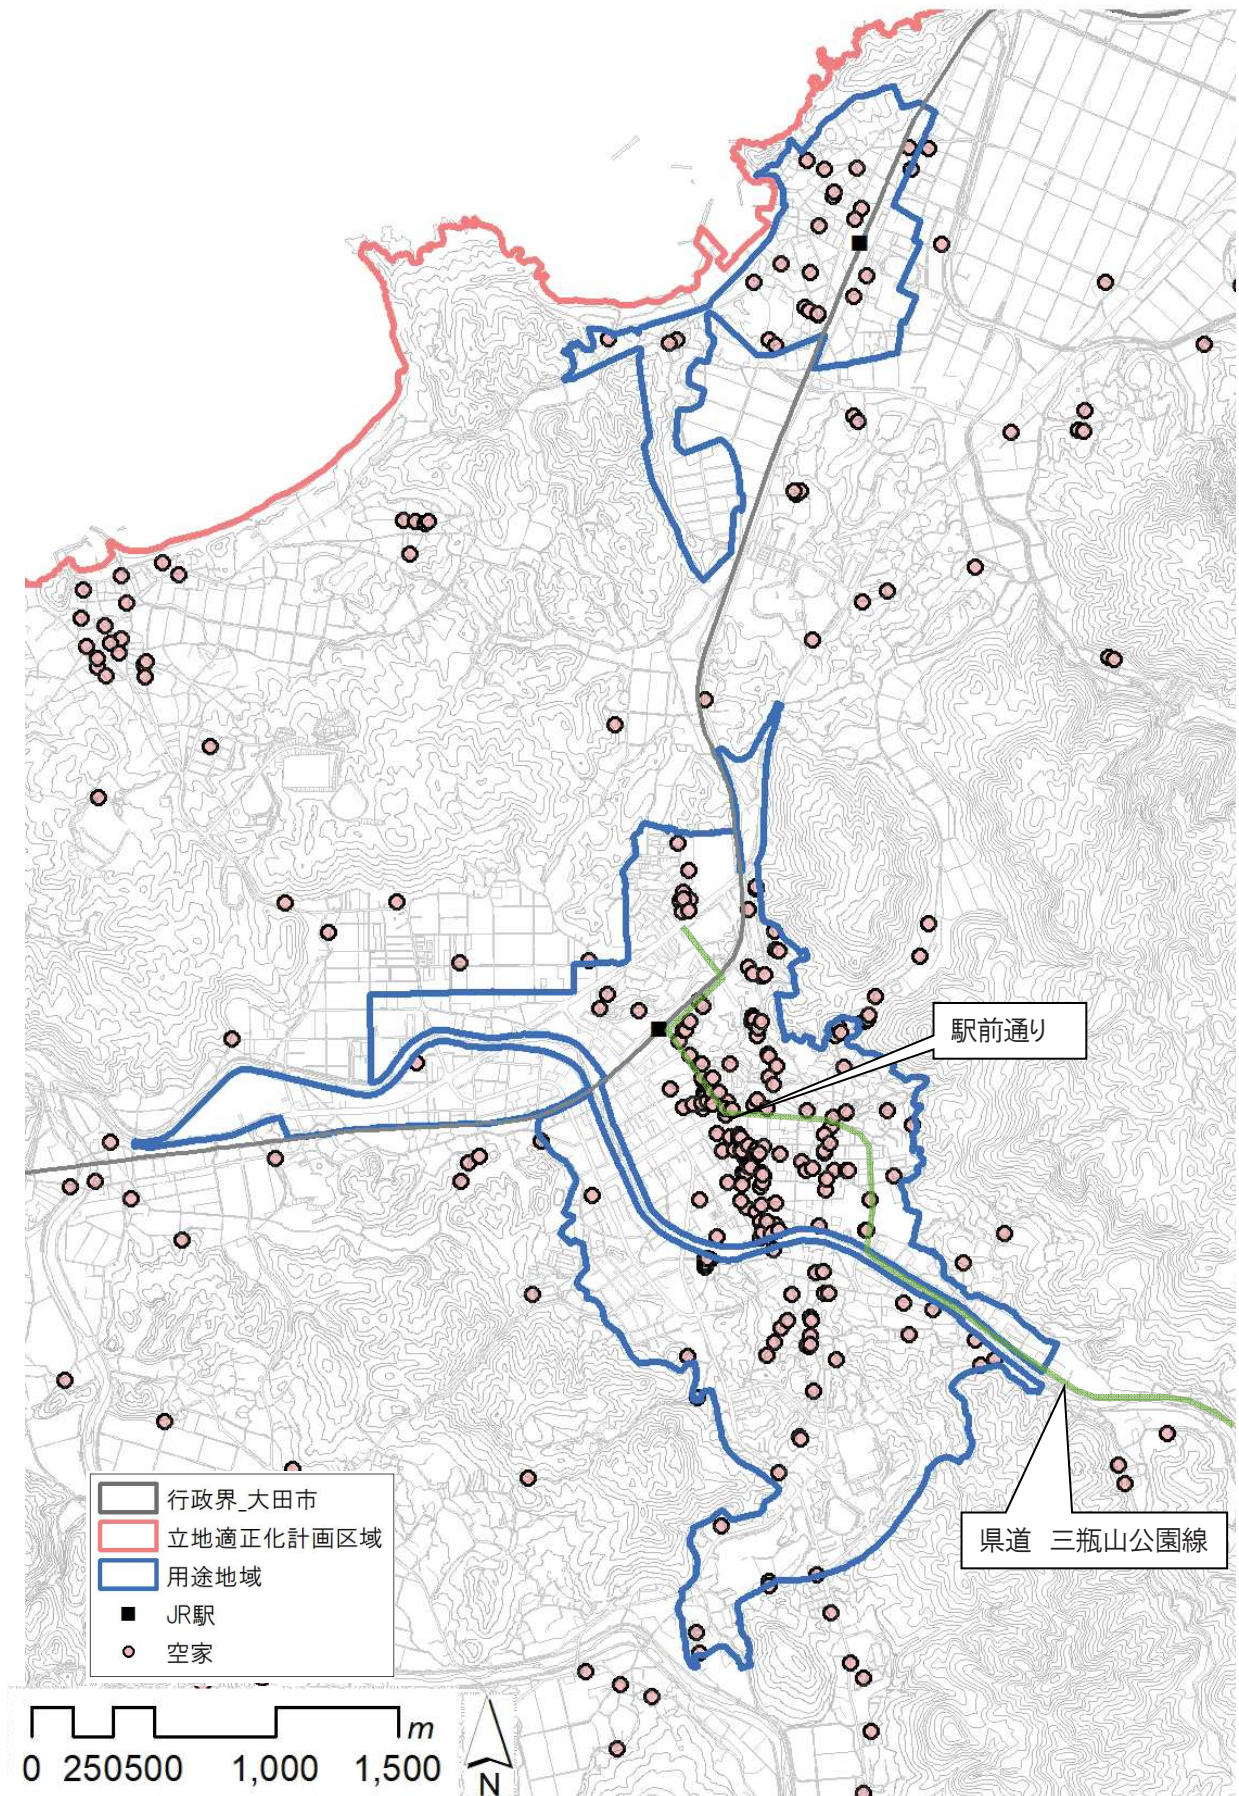 駅前通り
県道 三瓶山公園線
行政界_大田市
立地適正化計画区域
用途地域
JR駅
空家
m
0 250500 1,000 1,500
N